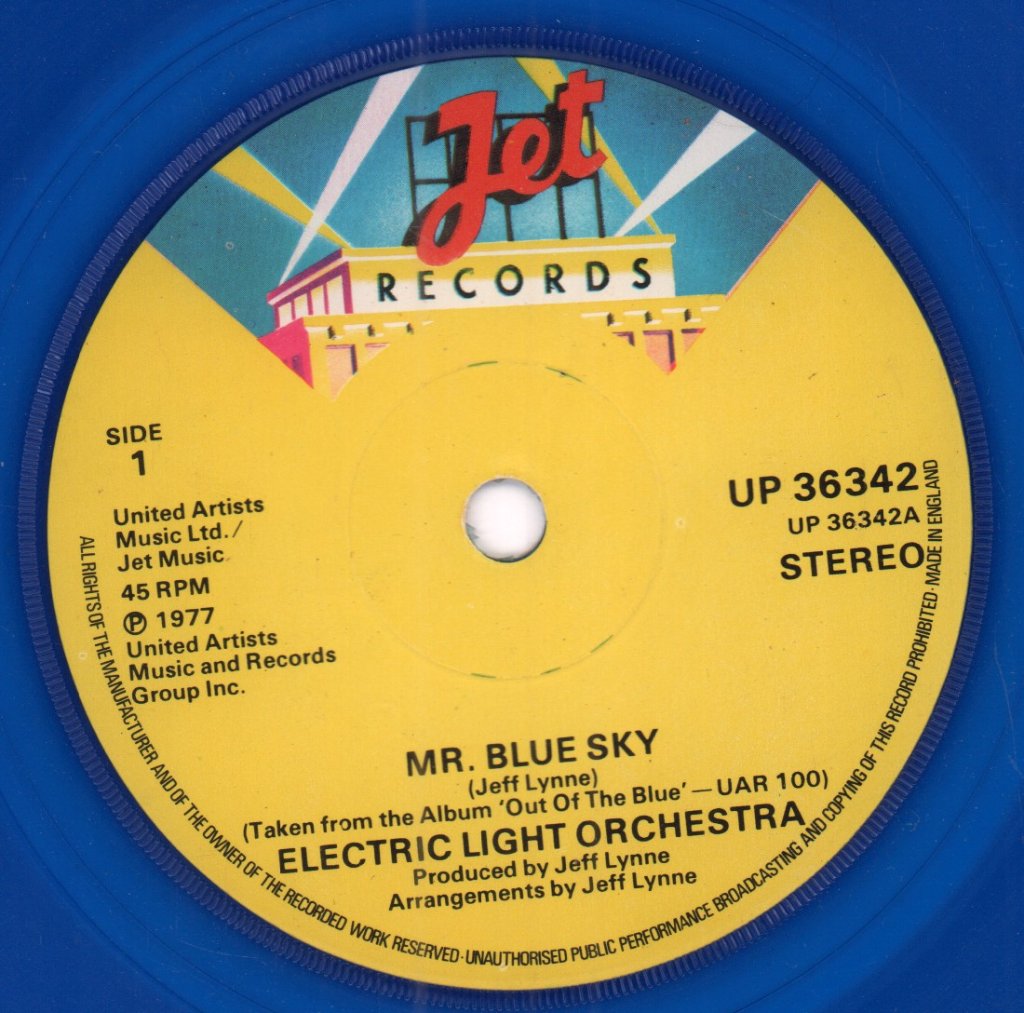 Jet
RECORDS
SIDE
1
United Artists
Music Ltd./
Jet Music
45 RPM
Ⓟ 1977
United Artists
Music and Records
Group Inc.
UP 36342
UP 36342A
STEREO
MR. BLUE SKY
(Jeff Lynne)
(Taken from the Album ‘Out Of The Blue’ — UAR 100)
ELECTRIC LIGHT ORCHESTRA
Produced by Jeff Lynne
Arrangements by Jeff Lynne
ALL RIGHTS OF THE MANUFACTURER AND OF THE OWNER OF THE RECORDED WORK RESERVED · UNAUTHORISED PUBLIC PERFORMANCE BROADCASTING AND COPYING OF THIS RECORD PROHIBITED · MADE IN ENGLAND